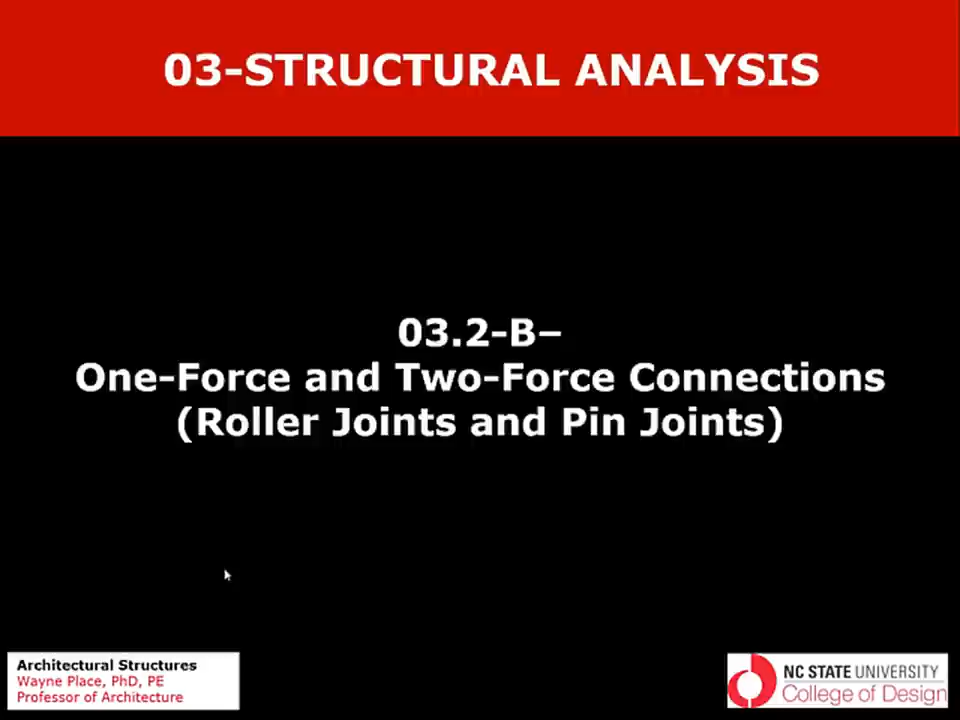 03-STRUCTURAL ANALYSIS
03.2-B–
One-Force and Two-Force Connections
(Roller Joints and Pin Joints)
Architectural Structures
Wayne Place, PhD, PE
Professor of Architecture
NC STATE UNIVERSITY
College of Design